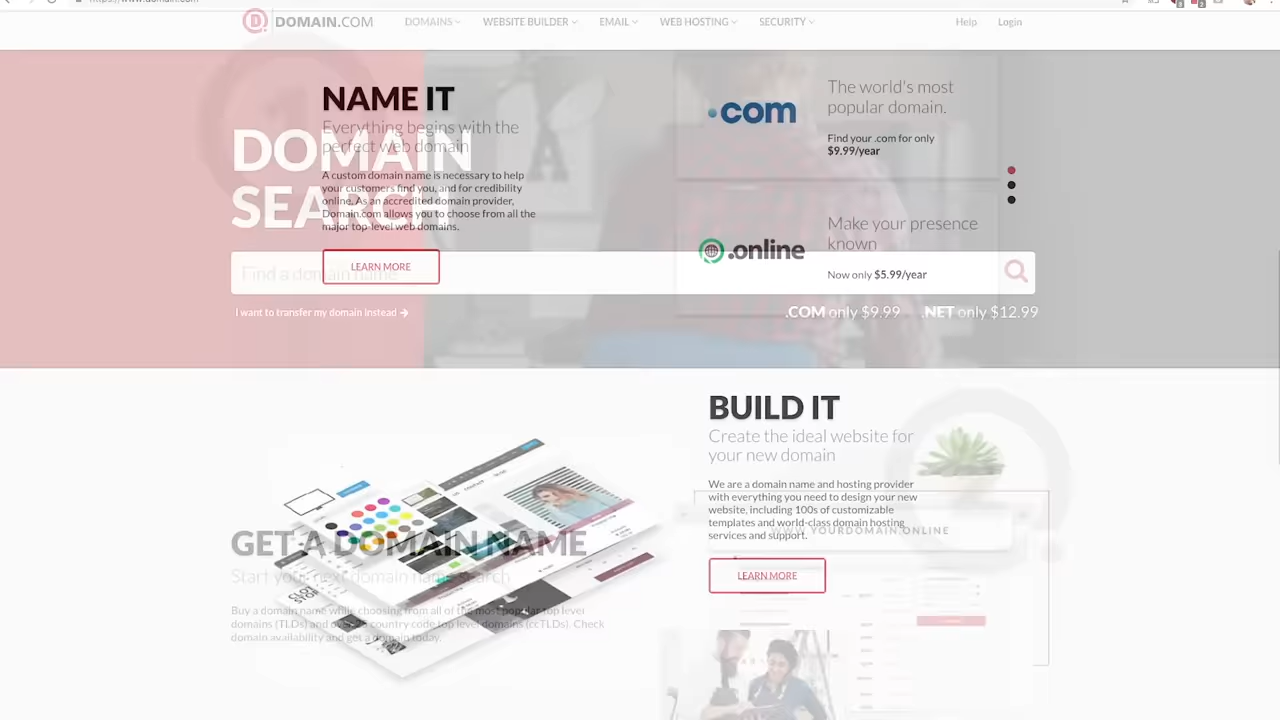 https://www.domain.com
DOMAIN.COM
DOMAINS
WEBSITE BUILDER
EMAIL
WEB HOSTING
SECURITY
Help
Login
NAME IT
Everything begins with the
perfect web domain
A custom domain name is necessary to help
your customers find you, and for credibility
online. As an accredited domain provider,
Domain.com allows you to choose from all the
major top-level web domains.
LEARN MORE
DOMAIN
SEARCH
Find a domain name
I want to transfer my domain instead
.COM only $9.99
.NET only $12.99
.com
The world's most
popular domain.
Find your .com for only
$9.99/year
.online
Make your presence
known
Now only $5.99/year
BUILD IT
Create the ideal website for
your new domain
We are a domain name and hosting provider
with everything you need to design your new
website, including 100s of customizable
templates and world-class domain hosting
services and support.
LEARN MORE
WWW.YOURDOMAIN.ONLINE
GET A DOMAIN NAME
Start your next domain name search
Buy a domain name while choosing from all of the most popular top level
domains (TLDs) and over 25 country code top level domains (ccTLDs). Check
domain availability and get a domain today.